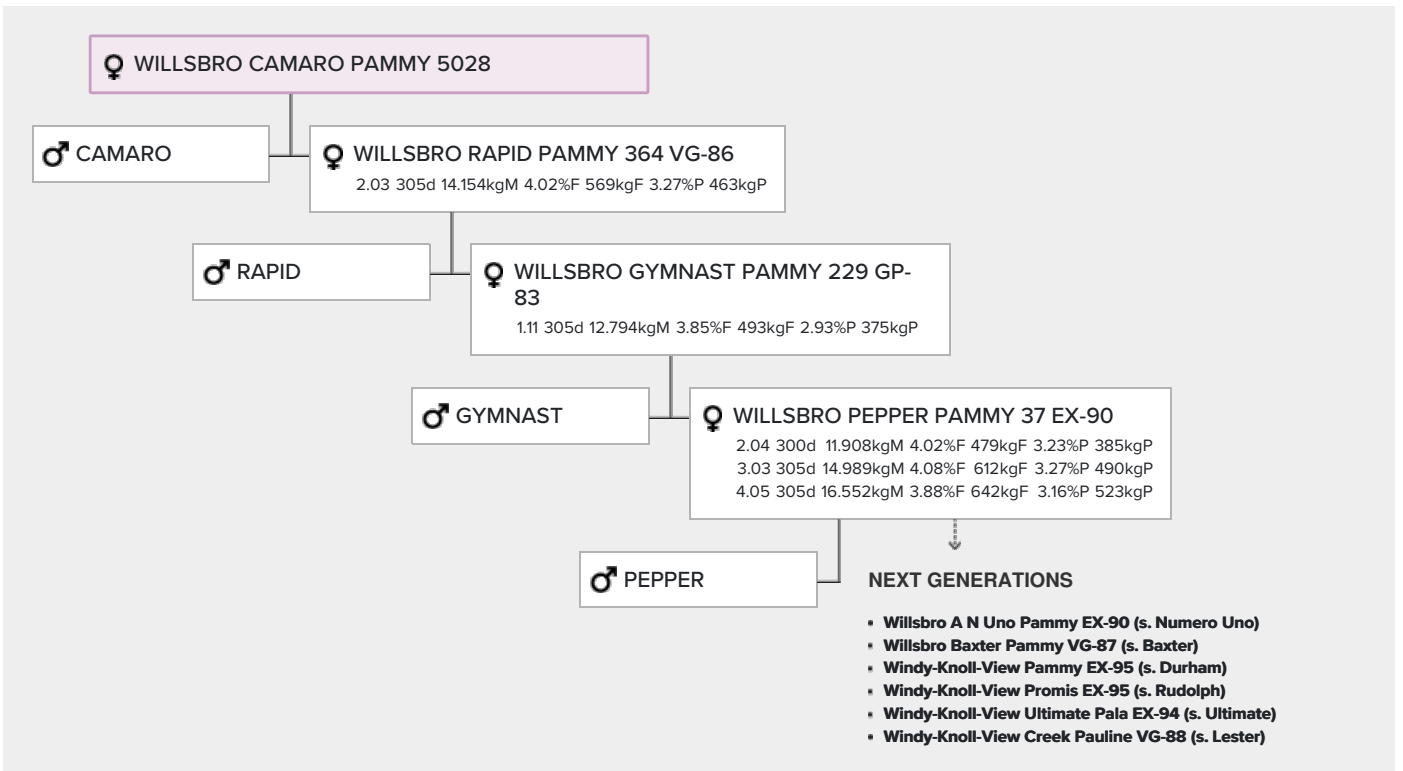 WILLSBRO CAMARO PAMMY 5028
CAMARO
WILLSBRO RAPID PAMMY 364 VG-86
2.03 305d 14.154kgM 4.02%F 569kgF 3.27%P 463kgP
RAPID
WILLSBRO GYMNAST PAMMY 229 GP-
83
1.11 305d 12.794kgM 3.85%F 493kgF 2.93%P 375kgP
GYMNAST
WILLSBRO PEPPER PAMMY 37 EX-90
2.04 300d 11.908kgM 4.02%F 479kgF 3.23%P 385kgP
3.03 305d 14.989kgM 4.08%F 612kgF 3.27%P 490kgP
4.05 305d 16.552kgM 3.88%F 642kgF 3.16%P 523kgP
PEPPER
NEXT GENERATIONS
• Willsbro A N Uno Pammy EX-90 (s. Numero Uno)
• Willsbro Baxter Pammy VG-87 (s. Baxter)
• Windy-Knoll-View Pammy EX-95 (s. Durham)
• Windy-Knoll-View Promis EX-95 (s. Rudolph)
• Windy-Knoll-View Ultimate Pala EX-94 (s. Ultimate)
• Windy-Knoll-View Creek Pauline VG-88 (s. Lester)